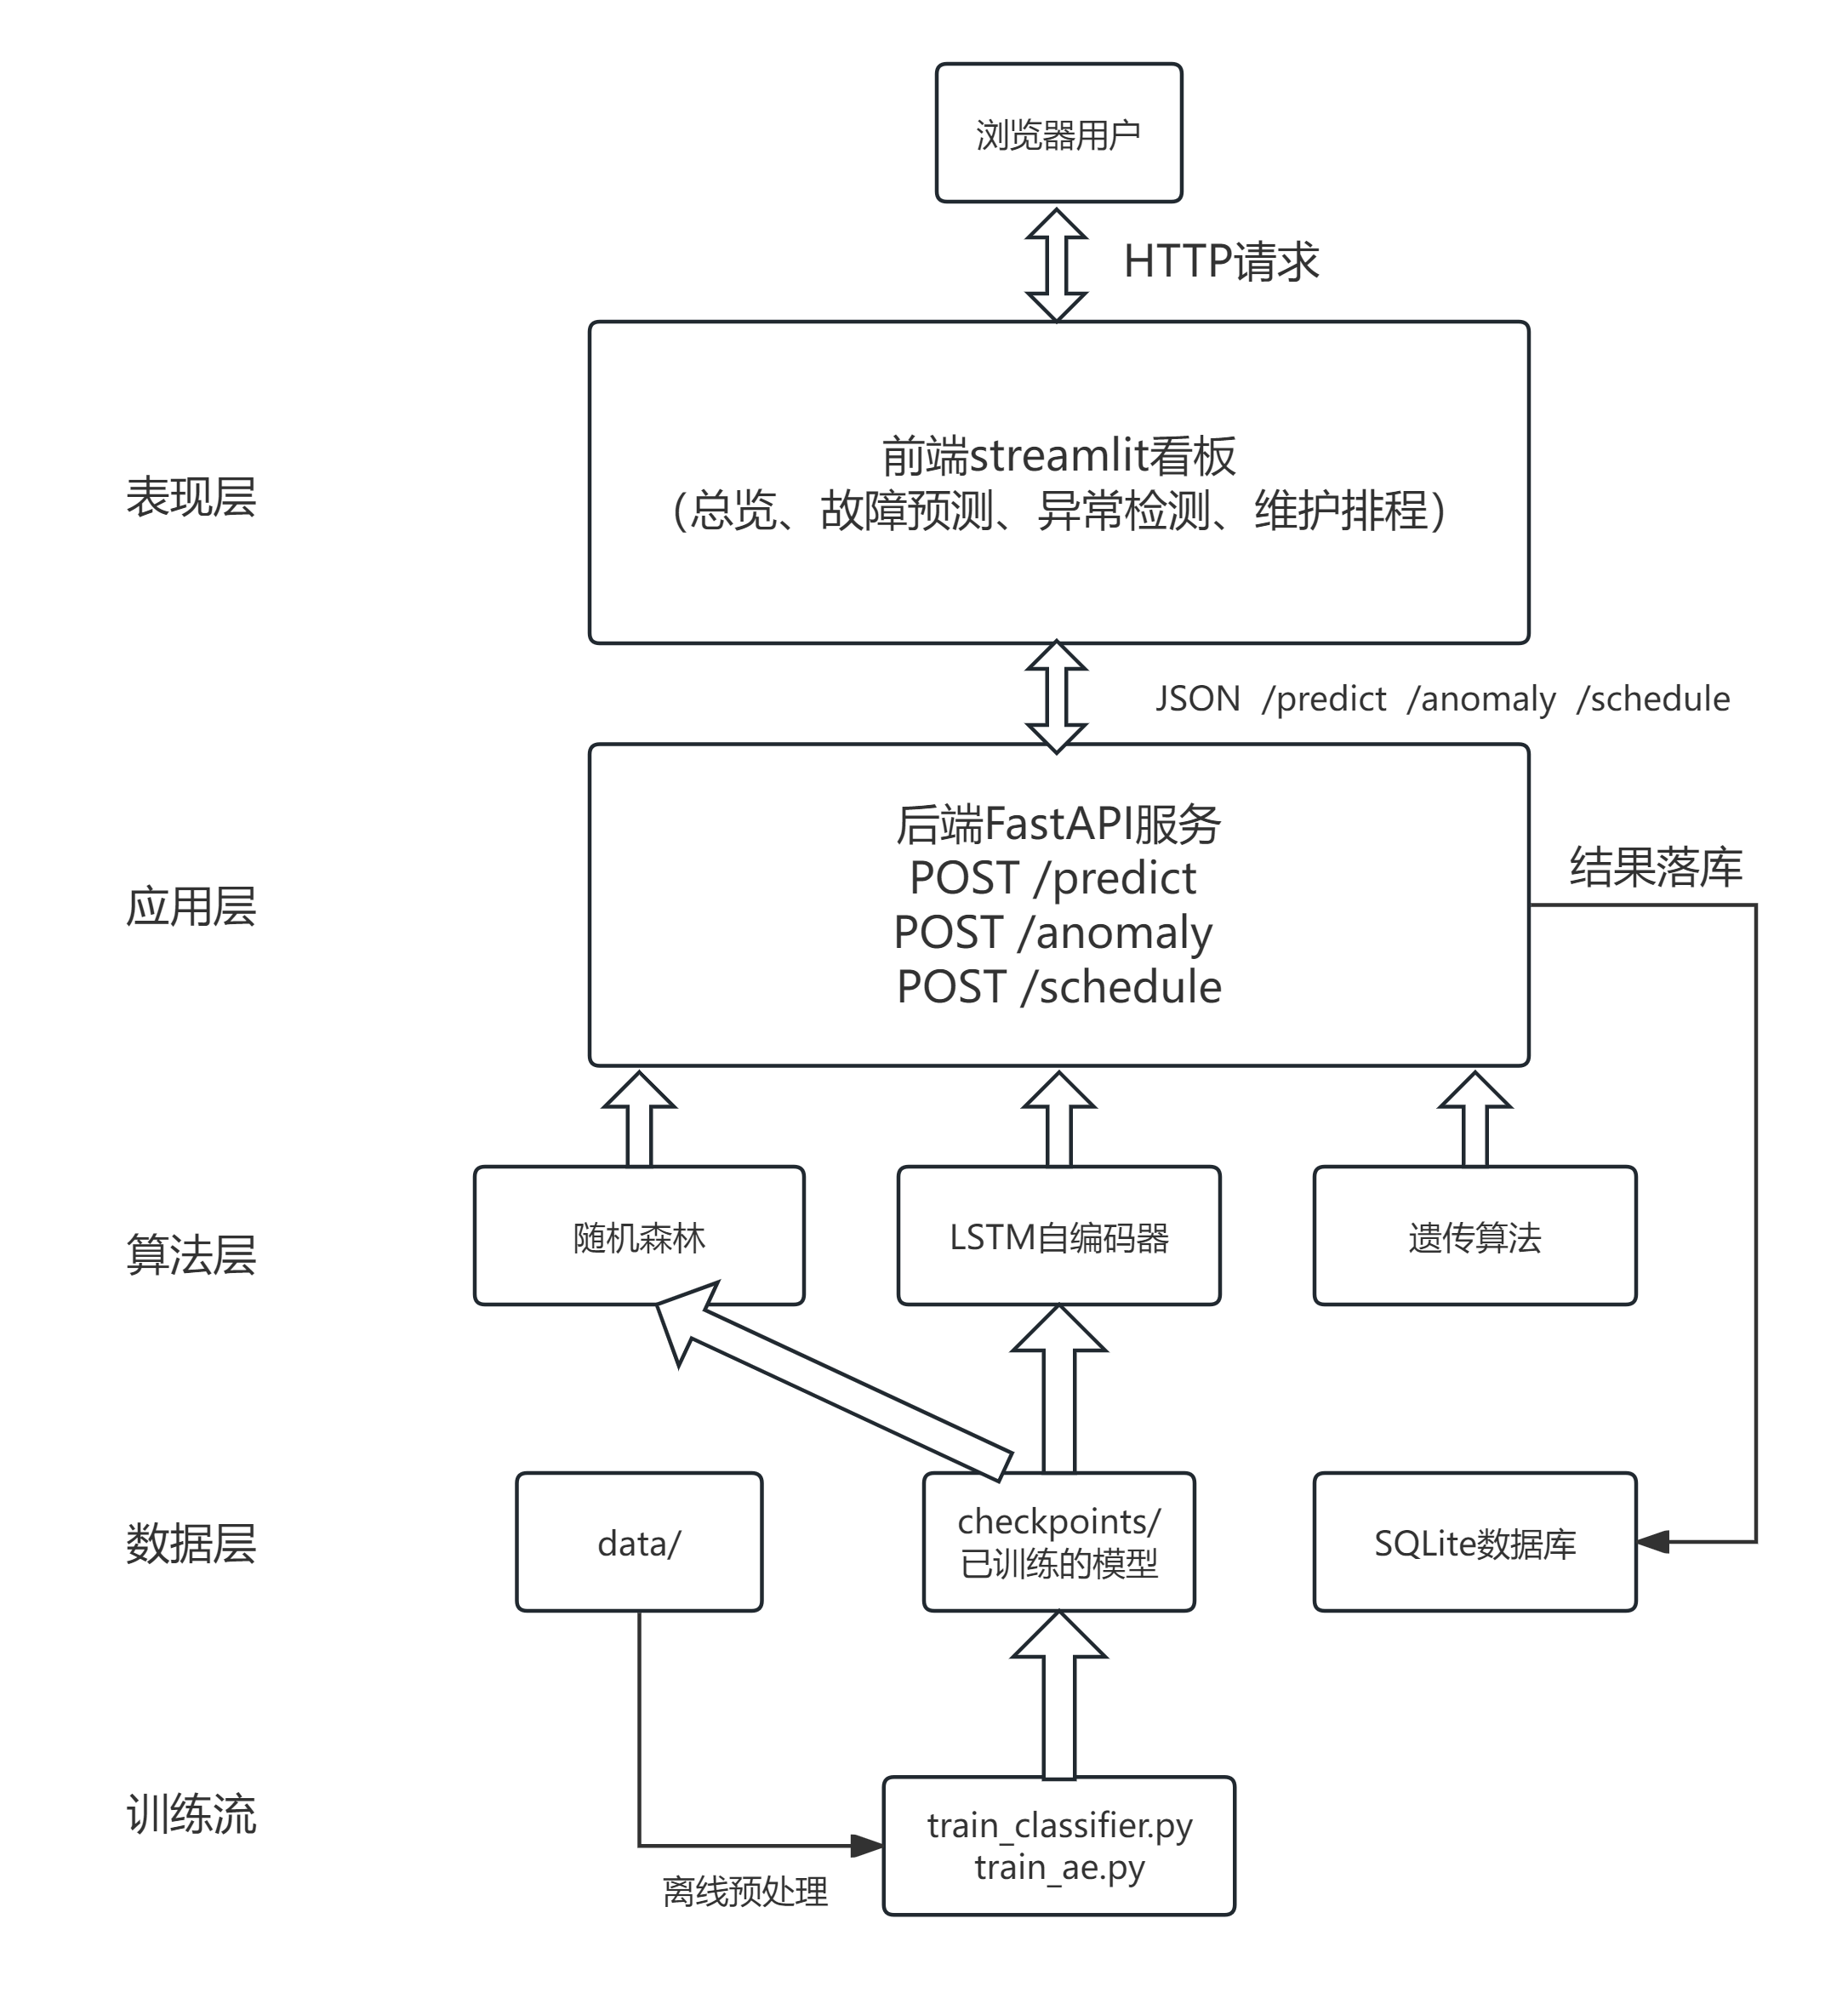 浏览器用户
HTTP请求
表现层
前端streamlit看板
（总览、故障预测、异常检测、维护排程）
JSON /predict /anomaly /schedule
应用层
后端FastAPI服务
POST /predict
POST /anomaly
POST /schedule
结果落库
算法层
随机森林
LSTM自编码器
遗传算法
数据层
data/
checkpoints/
已训练的模型
SQLite数据库
训练流
train_classifier.py
train_ae.py
离线预处理